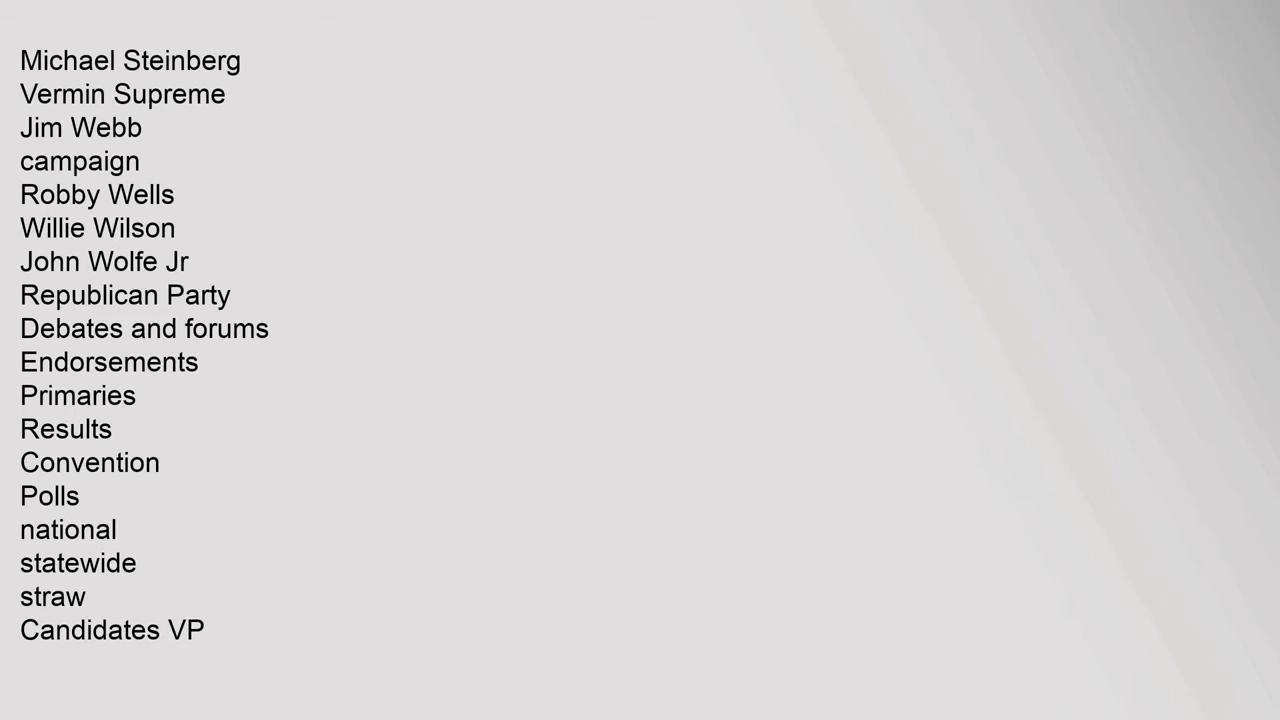 Michael Steinberg
Vermin Supreme
Jim Webb
campaign
Robby Wells
Willie Wilson
John Wolfe Jr
Republican Party
Debates and forums
Endorsements
Primaries
Results
Convention
Polls
national
statewide
straw
Candidates VP